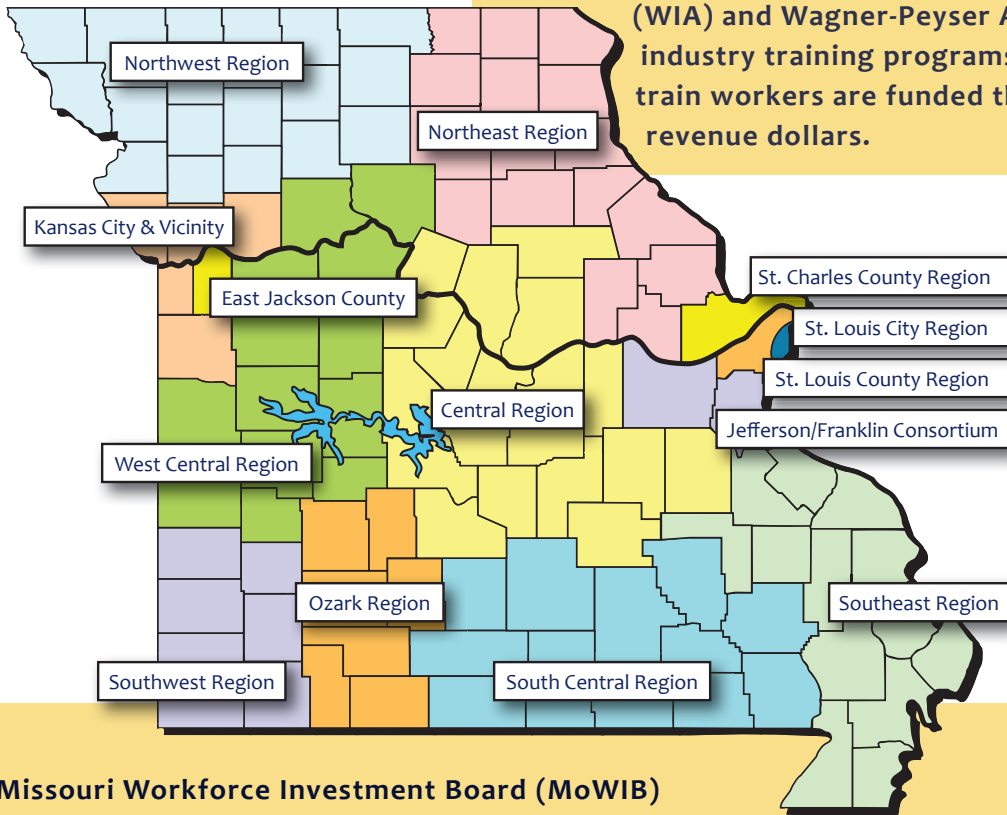 (WIA) and Wagner-Peyser
industry training programs
train workers are funded
revenue dollars.
Northwest Region
Northeast Region
Kansas City & Vicinity
East Jackson County
St. Charles County Region
St. Louis City Region
St. Louis County Region
Central Region
Jefferson/Franklin Consortium
West Central Region
Ozark Region
Southeast Region
Southwest Region
South Central Region
Missouri Workforce Investment Board (MoWIB)